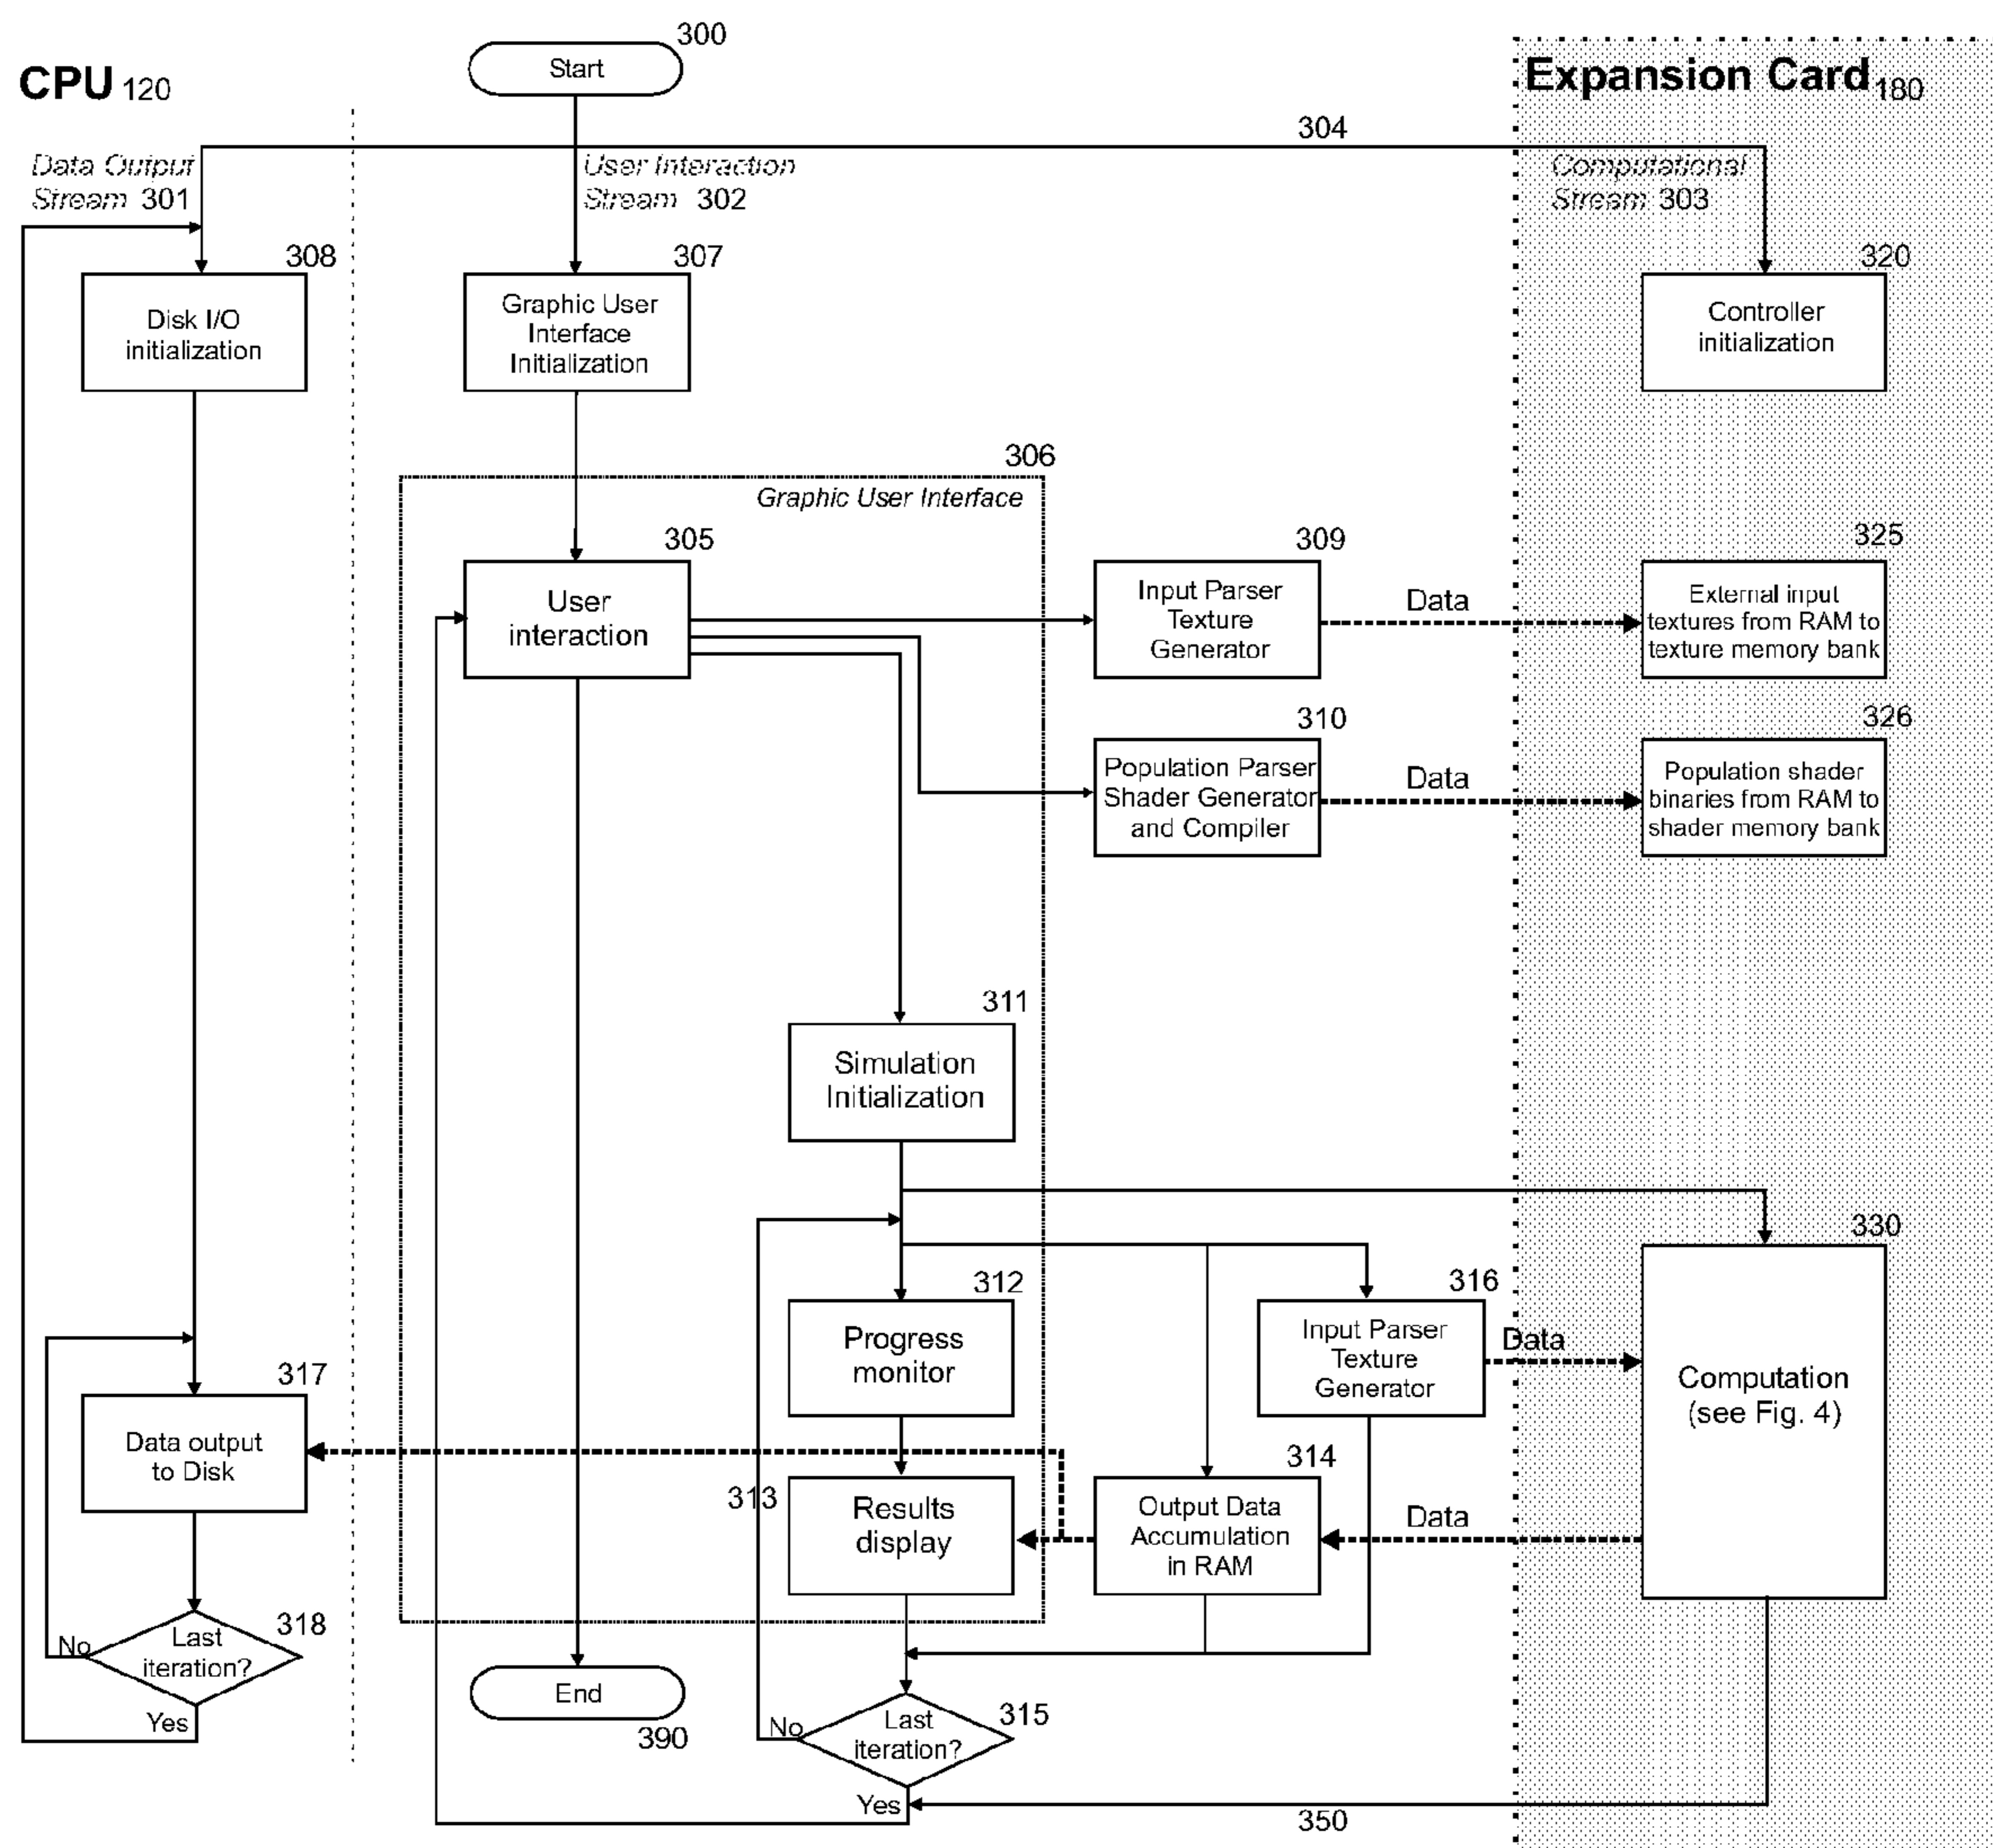 300
Start
CPU 120
Expansion Card 180
304
Data Output
Stream 301
User Interaction
Stream 302
Computational
Stream 303
308
Disk I/O
initialization
307
Graphic User
Interface
Initialization
320
Controller
initialization
306
Graphic User Interface
305
User
interaction
309
Input Parser
Texture
Generator
Data
325
External input
textures from RAM to
texture memory bank
310
Population Parser
Shader Generator
and Compiler
Data
326
Population shader
binaries from RAM to
shader memory bank
311
Simulation
Initialization
330
Computation
(see Fig. 4)
312
Progress
monitor
316
Input Parser
Texture
Generator
Data
317
Data output
to Disk
313
Results
display
314
Output Data
Accumulation
in RAM
Data
318
Last
iteration?
No
Yes
End
390
315
Last
iteration?
No
Yes
350